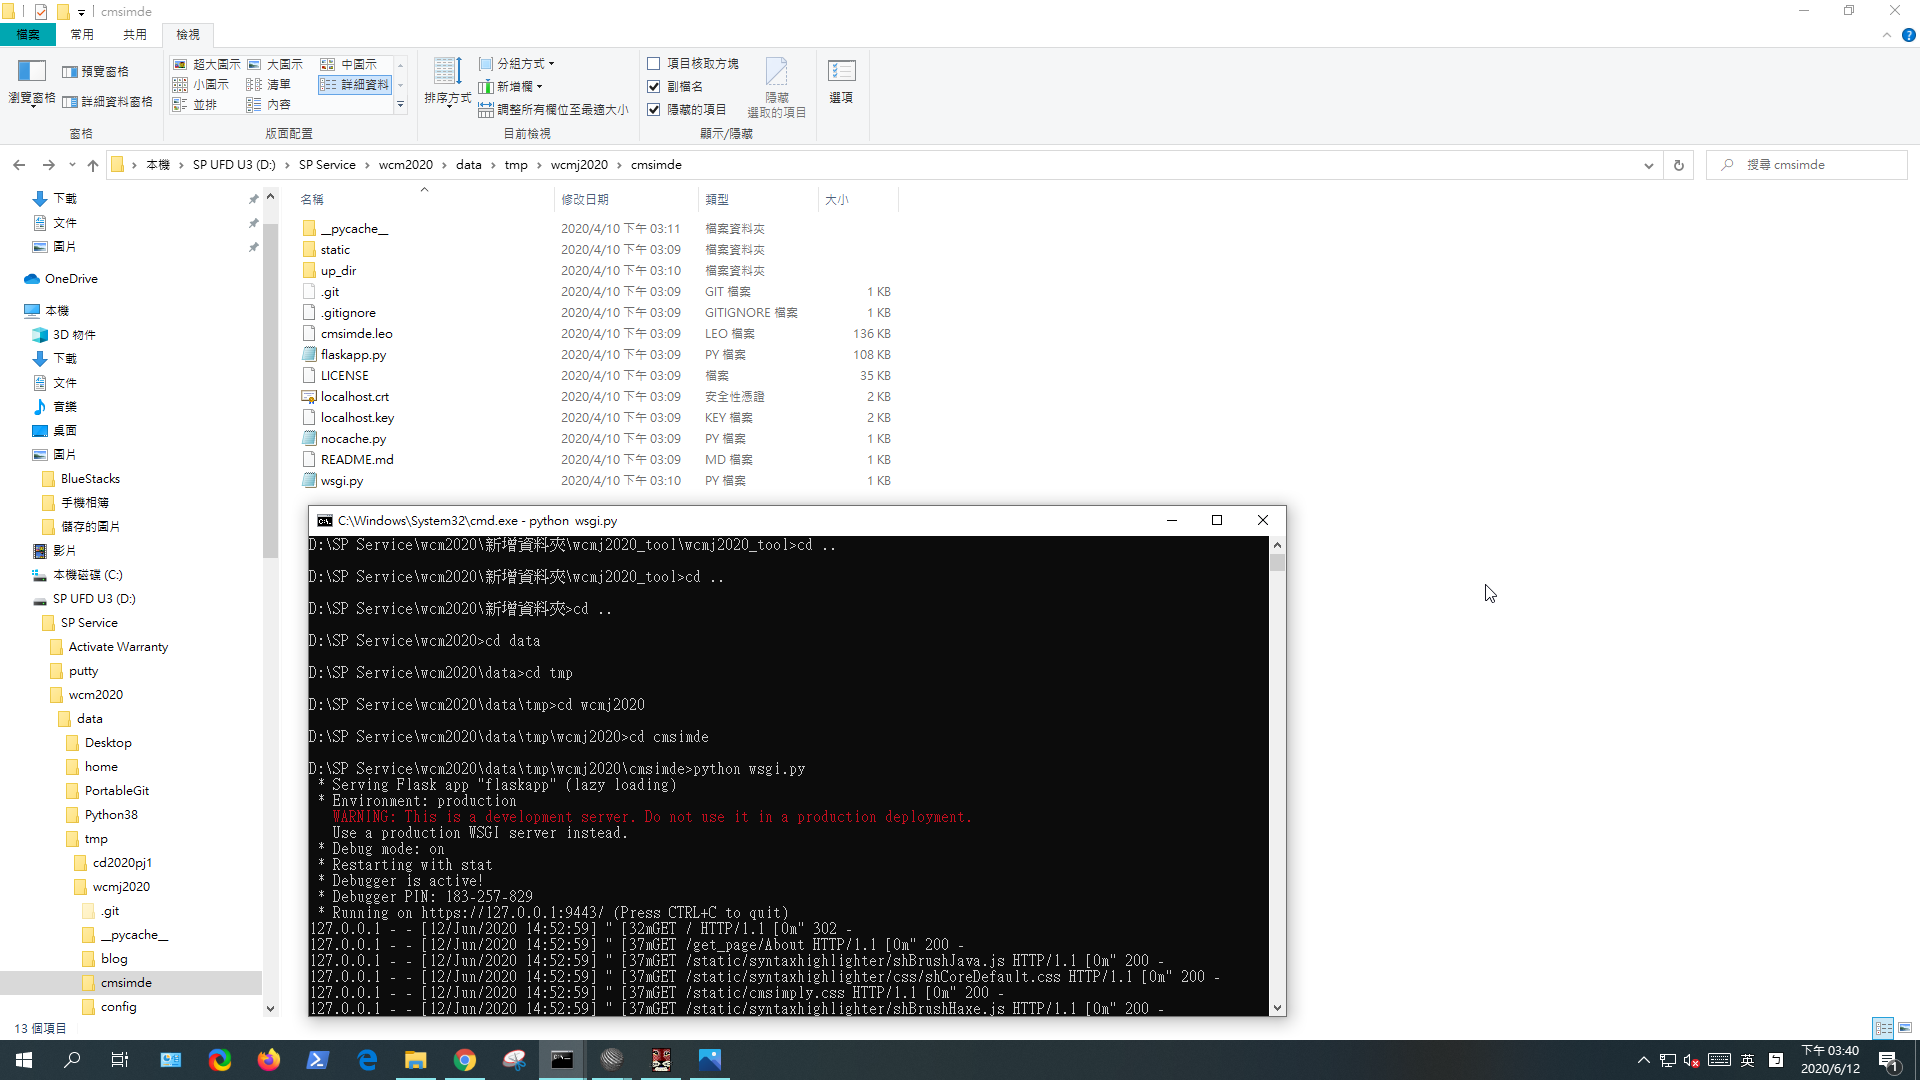 cmsimde
檔案 常用 共用 檢視
瀏覽窗格
預覽窗格
詳細資料窗格
窗格
超大圖示 大圖示 中圖示
小圖示 清單 詳細資料
並排 內容
版面配置
排序方式
分組方式
新增欄
調整所有欄位至最適大小
目前檢視
項目核取方塊
副檔名
隱藏的項目
隱藏
選取的項目
顯示/隱藏
選項
本機 › SP UFD U3 (D:) › SP Service › wcm2020 › data › tmp › wcmj2020 › cmsimde
搜尋 cmsimde
下載
文件
圖片
OneDrive
本機
3D 物件
下載
文件
音樂
桌面
圖片
BlueStacks
手機相簿
儲存的圖片
影片
本機磁碟 (C:)
SP UFD U3 (D:)
SP Service
Activate Warranty
putty
wcm2020
data
Desktop
home
PortableGit
Python38
tmp
cd2020pj1
wcmj2020
.git
__pycache__
blog
cmsimde
config
名稱 修改日期 類型 大小
__pycache__ 2020/4/10 下午 03:11 檔案資料夾
static 2020/4/10 下午 03:09 檔案資料夾
up_dir 2020/4/10 下午 03:10 檔案資料夾
.git 2020/4/10 下午 03:09 GIT 檔案 1 KB
.gitignore 2020/4/10 下午 03:09 GITIGNORE 檔案 1 KB
cmsimde.leo 2020/4/10 下午 03:09 LEO 檔案 136 KB
flaskapp.py 2020/4/10 下午 03:09 PY 檔案 108 KB
LICENSE 2020/4/10 下午 03:09 檔案 35 KB
localhost.crt 2020/4/10 下午 03:09 安全性憑證 2 KB
localhost.key 2020/4/10 下午 03:09 KEY 檔案 2 KB
nocache.py 2020/4/10 下午 03:09 PY 檔案 1 KB
README.md 2020/4/10 下午 03:09 MD 檔案 1 KB
wsgi.py 2020/4/10 下午 03:10 PY 檔案 1 KB
C:\Windows\System32\cmd.exe - python wsgi.py
D:\SP Service\wcm2020\新增資料夾\wcmj2020_tool\wcmj2020_tool>cd ..
D:\SP Service\wcm2020\新增資料夾\wcmj2020_tool>cd ..
D:\SP Service\wcm2020\新增資料夾>cd ..
D:\SP Service\wcm2020>cd data
D:\SP Service\wcm2020\data>cd tmp
D:\SP Service\wcm2020\data\tmp>cd wcmj2020
D:\SP Service\wcm2020\data\tmp\wcmj2020>cd cmsimde
D:\SP Service\wcm2020\data\tmp\wcmj2020\cmsimde>python wsgi.py
* Serving Flask app "flaskapp" (lazy loading)
* Environment: production
WARNING: This is a development server. Do not use it in a production deployment.
Use a production WSGI server instead.
* Debug mode: on
* Restarting with stat
* Debugger is active!
* Debugger PIN: 183-257-829
* Running on https://127.0.0.1:9443/ (Press CTRL+C to quit)
127.0.0.1 - - [12/Jun/2020 14:52:59] " [32mGET / HTTP/1.1 [0m" 302 -
127.0.0.1 - - [12/Jun/2020 14:52:59] " [37mGET /get_page/About HTTP/1.1 [0m" 200 -
127.0.0.1 - - [12/Jun/2020 14:52:59] " [37mGET /static/syntaxhighlighter/shBrushJava.js HTTP/1.1 [0m" 200 -
127.0.0.1 - - [12/Jun/2020 14:52:59] " [37mGET /static/syntaxhighlighter/css/shCoreDefault.css HTTP/1.1 [0m" 200 -
127.0.0.1 - - [12/Jun/2020 14:52:59] " [37mGET /static/cmsimply.css HTTP/1.1 [0m" 200 -
127.0.0.1 - - [12/Jun/2020 14:52:59] " [37mGET /static/syntaxhighlighter/shBrushHaxe.js HTTP/1.1 [0m" 200 -
13 個項目
英
下午 03:40
2020/6/12
1